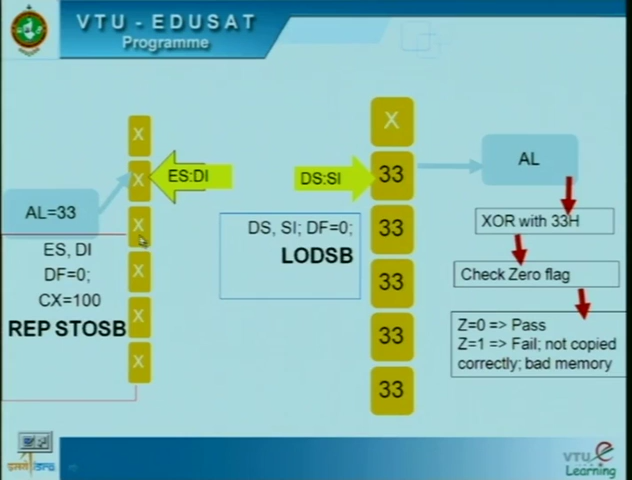 VTU - EDUSAT
Programme
X
X
X
X
X
X
AL=33
ES:DI
ES, DI
DF=0;
CX=100
REP STOSB
DS:SI
DS, SI; DF=0;
LODSB
X
33
33
33
33
33
AL
XOR with 33H
Check Zero flag
Z=0 => Pass
Z=1 => Fail; not copied
correctly; bad memory
VTU
Learning